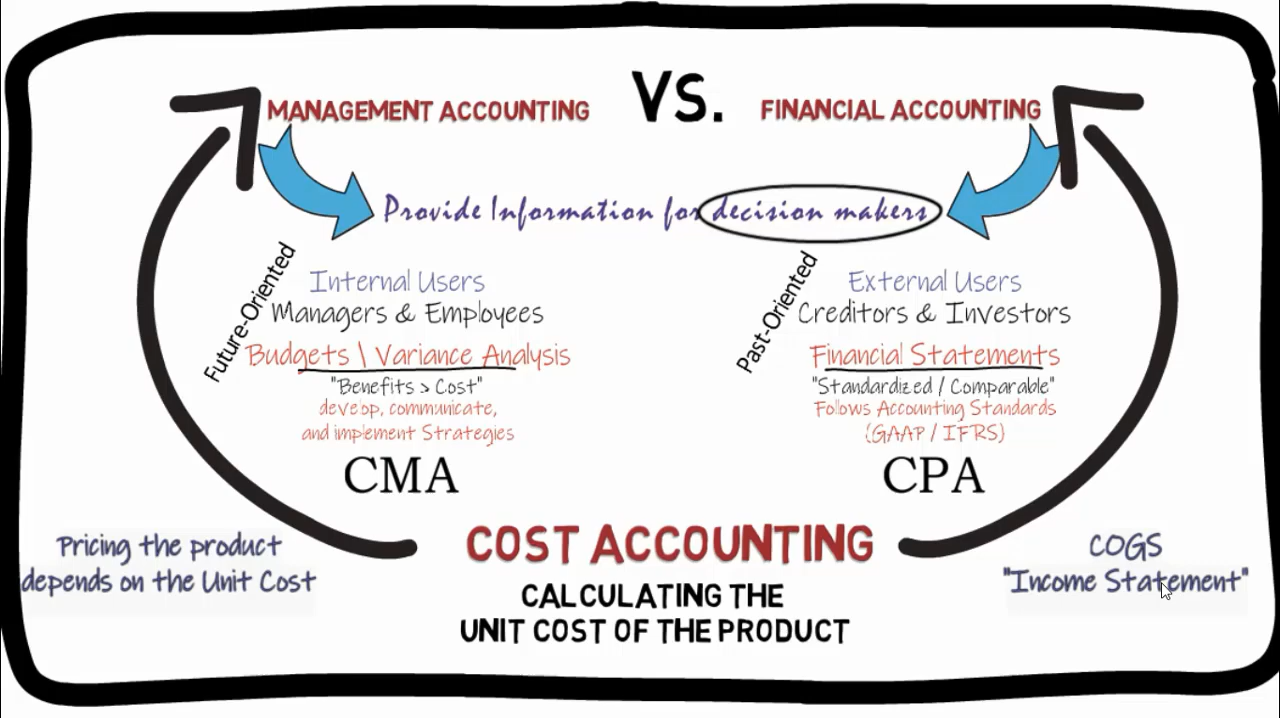 MANAGEMENT ACCOUNTING
VS.
FINANCIAL ACCOUNTING
Provide Information for decision makers
Future-Oriented
Internal Users
Managers & Employees
Budgets \ Variance Analysis
"Benefits > Cost"
develop, communicate,
and implement Strategies
CMA
Past-Oriented
External Users
Creditors & Investors
Financial Statements
"Standardized / Comparable"
Follows Accounting Standards
(GAAP / IFRS)
CPA
Pricing the product
depends on the Unit Cost
COST ACCOUNTING
CALCULATING THE
UNIT COST OF THE PRODUCT
COGS
"Income Statement"